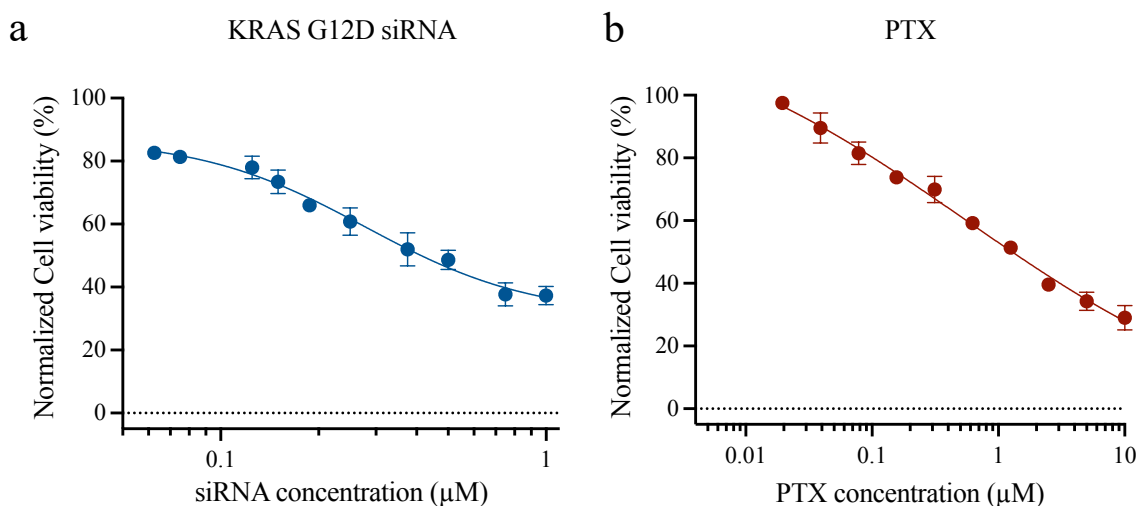 a
KRAS G12D siRNA
Normalized Cell viability (%)
100
80
60
40
20
0
0.1
1
siRNA concentration (μM)
b
PTX
Normalized Cell viability (%)
100
80
60
40
20
0
0.01
0.1
1
10
PTX concentration (μM)